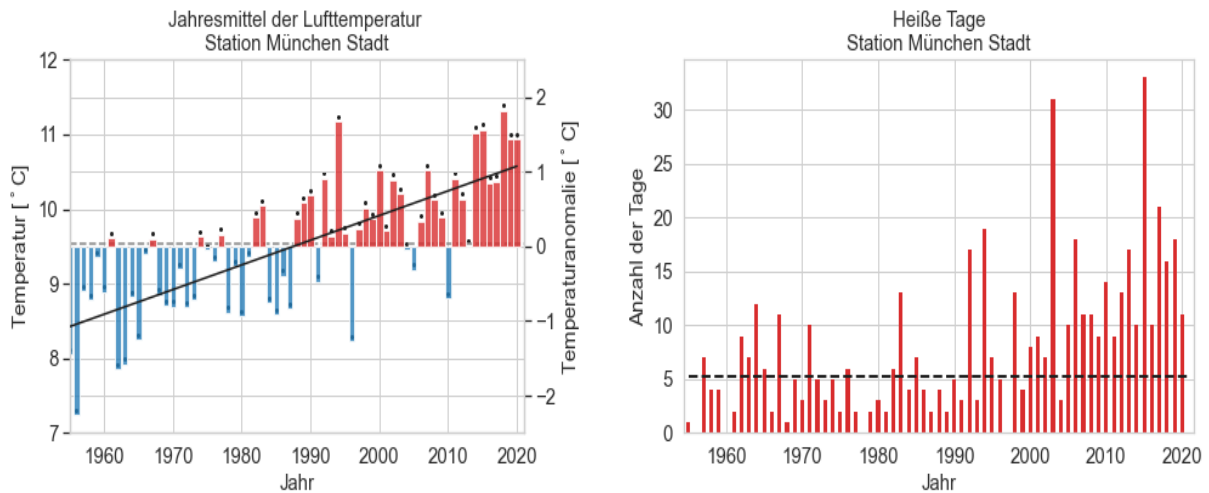 Jahresmittel der Lufttemperatur
Station München Stadt
12
11
10
9
8
7
Temperatur [ ° C]
2
1
0
−1
−2
Temperaturanomalie [ ° C]
1960 1970 1980 1990 2000 2010 2020
Jahr
Heiße Tage
Station München Stadt
30
25
20
15
10
5
0
Anzahl der Tage
1960 1970 1980 1990 2000 2010 2020
Jahr